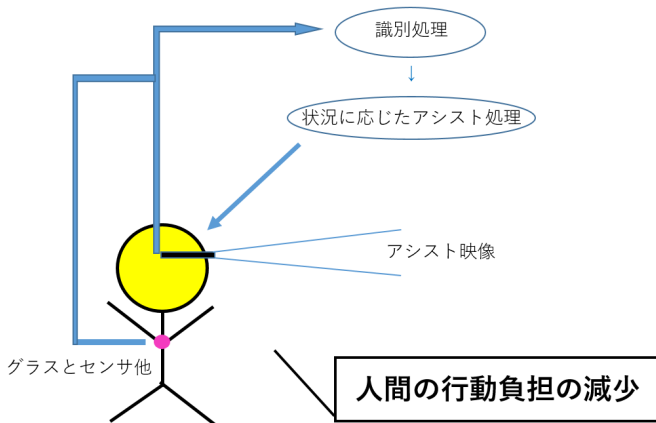 識別処理
↓
状況に応じたアシスト処理
アシスト映像
グラスとセンサ他
人間の行動負担の減少